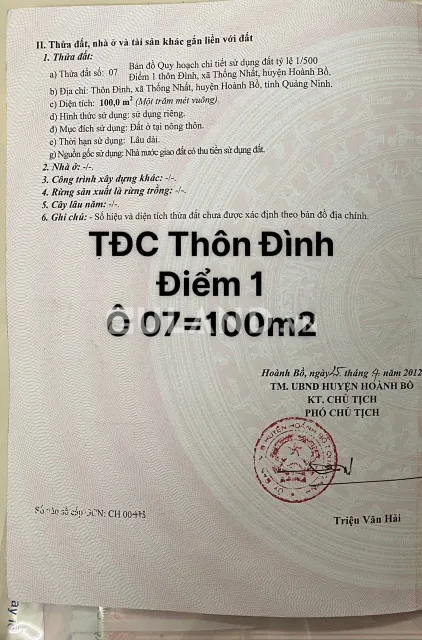 II. Thửa đất, nhà ở và tài sản khác gắn liền với đất
1. Thửa đất:
a) Thửa đất số: 07 Bản đồ Quy hoạch chi tiết sử dụng đất tỷ lệ 1/500
Điểm 1 thôn Đình, xã Thống Nhất, huyện Hoành Bồ.
b) Địa chỉ: Thôn Đình, xã Thống Nhất, huyện Hoành Bồ, tỉnh Quảng Ninh.
c) Diện tích: 100,0 m² (Một trăm mét vuông)
d) Hình thức sử dụng: sử dụng riêng.
đ) Mục đích sử dụng: Đất ở tại nông thôn.
e) Thời hạn sử dụng: Lâu dài.
g) Nguồn gốc sử dụng: Nhà nước giao đất có thu tiền sử dụng đất.
2. Nhà ở: -/-.
3. Công trình xây dựng khác: -/-.
4. Rừng sản xuất là rừng trồng: -/-.
5. Cây lâu năm: -/-.
6. Ghi chú: - Số hiệu và diện tích thửa đất chưa được xác định theo bản đồ địa chính.
TĐC Thôn Đình
Điểm 1
Ô 07=100m2
Hoành Bồ, ngày 25 tháng 4 năm 2012
TM. UBND HUYỆN HOÀNH BỒ
KT. CHỦ TỊCH
PHÓ CHỦ TỊCH
Triệu Văn Hải
Số vào sổ cấp GCN: CH